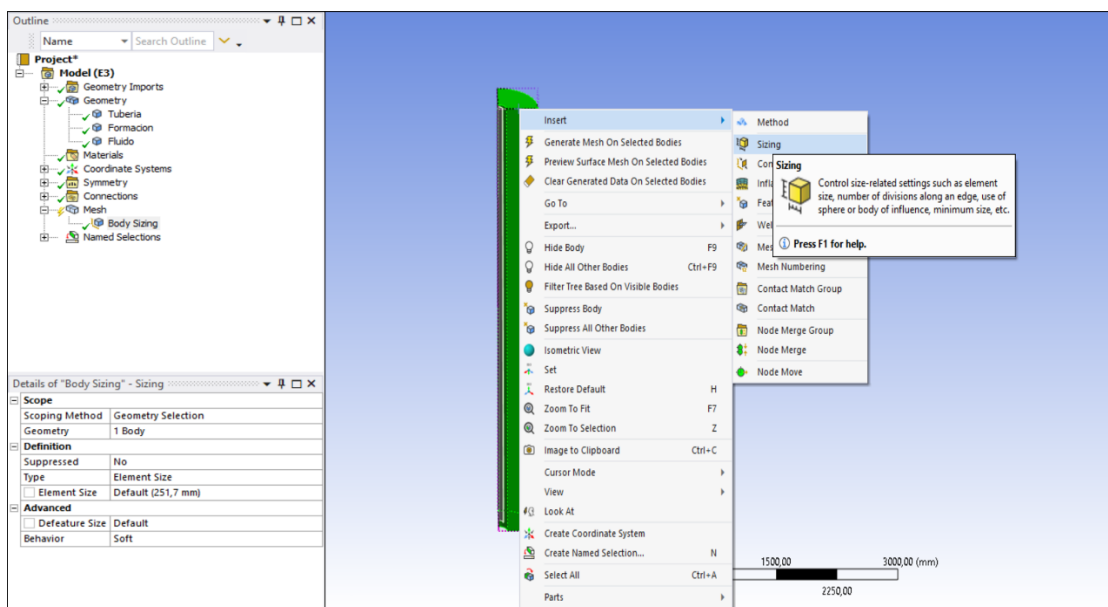 Outline
Name
Search Outline
Project*
Model (E3)
Geometry Imports
Geometry
Tuberia
Formacion
Fluido
Materials
Coordinate Systems
Symmetry
Connections
Mesh
Body Sizing
Named Selections
Details of "Body Sizing" - Sizing
Scope
Scoping Method Geometry Selection
Geometry 1 Body
Definition
Suppressed No
Type Element Size
Element Size Default (251,7 mm)
Advanced
Defeature Size Default
Behavior Soft
Insert
Generate Mesh On Selected Bodies
Preview Surface Mesh On Selected Bodies
Clear Generated Data On Selected Bodies
Go To
Export...
Hide Body F9
Hide All Other Bodies Ctrl+F9
Filter Tree Based On Visible Bodies
Suppress Body
Suppress All Other Bodies
Isometric View
Set
Restore Default H
Zoom To Fit F7
Zoom To Selection Z
Image to Clipboard Ctrl+C
Cursor Mode
View
Look At
Create Coordinate System
Create Named Selection... N
Select All Ctrl+A
Parts
Method
Sizing
Con
Infla
Feat
Wel
Mes
Mesh Numbering
Contact Match Group
Contact Match
Node Merge Group
Node Merge
Node Move
Sizing
Control size-related settings such as element
size, number of divisions along an edge, use of
sphere or body of influence, minimum size, etc.
Press F1 for help.
1500,00 3000,00 (mm)
2250,00